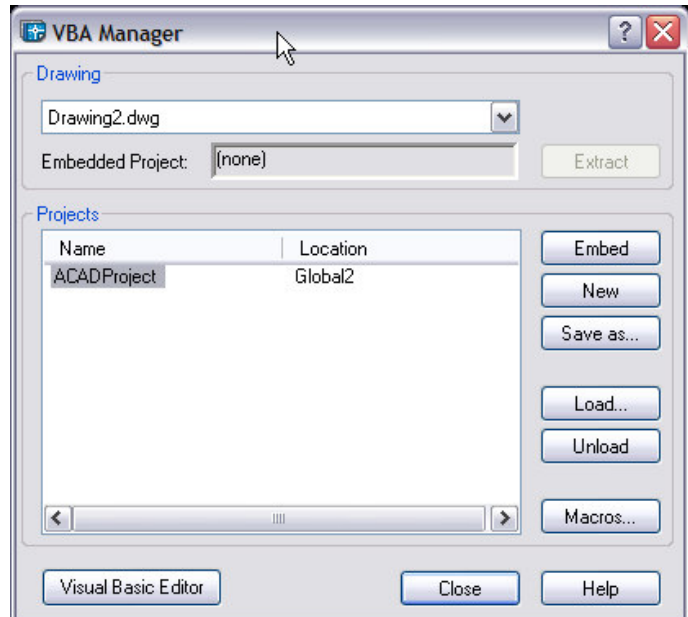 VBA Manager
Drawing
Drawing2.dwg
Embedded Project: (none) Extract
Projects
Name Location
ACADProject Global2
Embed
New
Save as...
Load...
Unload
Macros...
Visual Basic Editor Close Help